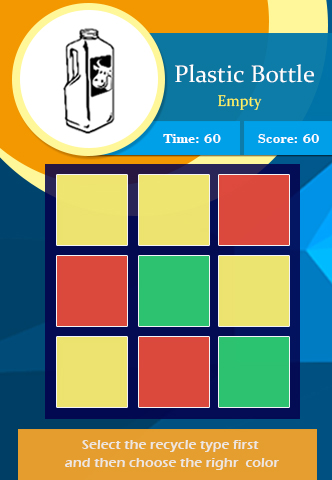 Plastic Bottle
Empty
Time: 60
Score: 60
Select the recycle type first
and then choose the righr color